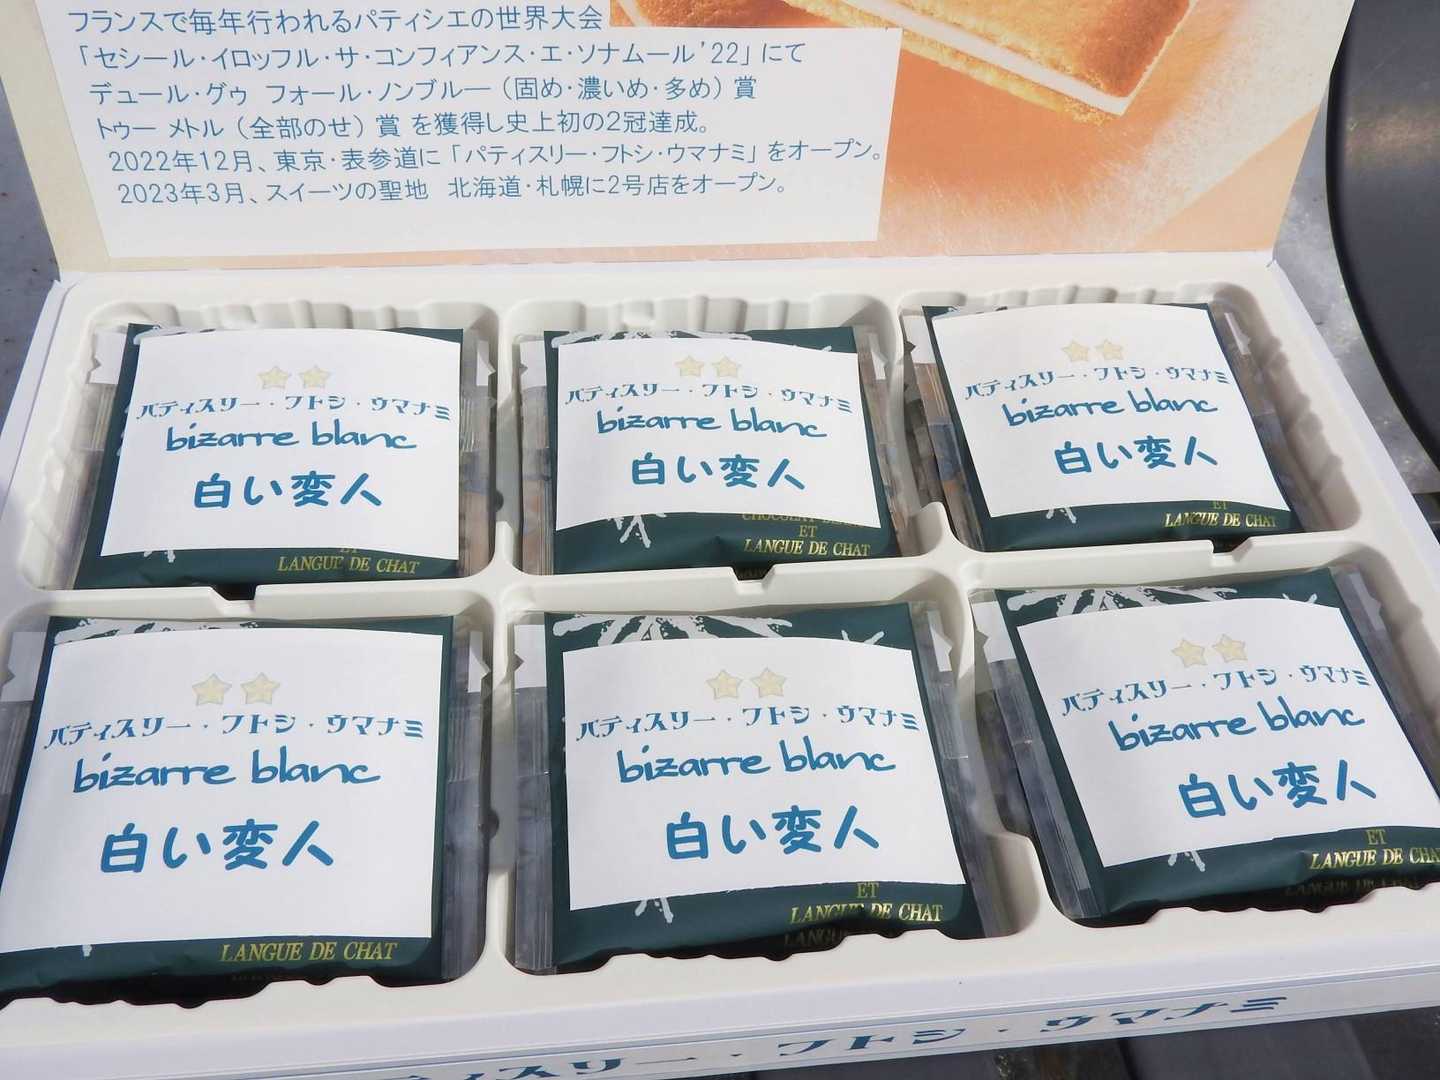 フランスで毎年行われるパティシエの世界大会
「セシール・イロッフル・サ・コンフィアンス・エ・ソナムール'22」にて
デュール・グゥ フォール・ノンブルー（固め・濃いめ・多め）賞
トゥー メトル（全部のせ）賞 を獲得し史上初の2冠達成。
2022年12月、東京・表参道に「パティスリー・フトシ・ウマナミ」をオープン。
2023年3月、スイーツの聖地 北海道・札幌に2号店をオープン。
パティスリー・フトシ・ウマナミ
bizarre blanc
白い変人
ET
LANGUE DE CHAT
パティスリー・フトシ・ウマナミ
bizarre blanc
白い変人
CHOCOLAT BLANC
ET
LANGUE DE CHAT
パティスリー・フトシ・ウマナミ
bizarre blanc
白い変人
ET
LANGUE DE CHAT
パティスリー・フトシ・ウマナミ
bizarre blanc
白い変人
LANGUE DE CHAT
パティスリー・フトシ・ウマナミ
bizarre blanc
白い変人
ET
LANGUE DE CHAT
パティスリー・フトシ・ウマナミ
bizarre blanc
白い変人
ET
LANGUE DE CHAT
ティスリー・フトシ・ウマナミ